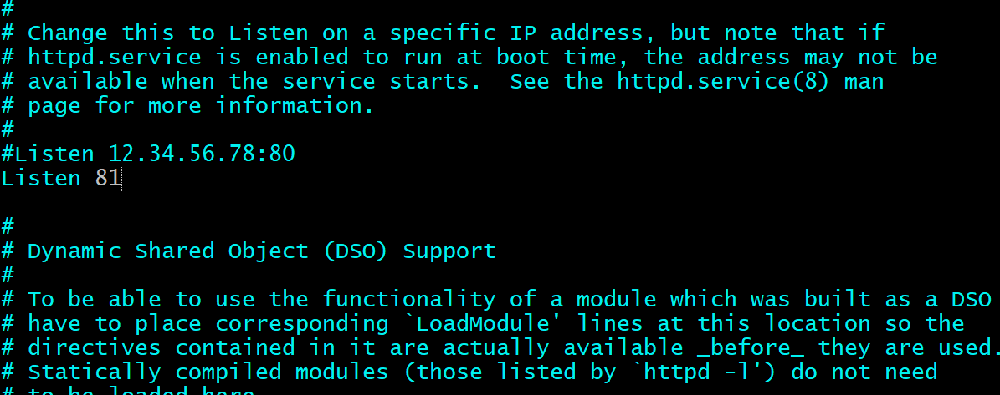 #
# Change this to Listen on a specific IP address, but note that if
# httpd.service is enabled to run at boot time, the address may not be
# available when the service starts.  See the httpd.service(8) man
# page for more information.
#
#Listen 12.34.56.78:80
Listen 81
#
# Dynamic Shared Object (DSO) Support
#
# To be able to use the functionality of a module which was built as a DSO
# have to place corresponding `LoadModule' lines at this location so the
# directives contained in it are actually available _before_ they are used.
# Statically compiled modules (those listed by `httpd -l') do not need
# to be loaded here